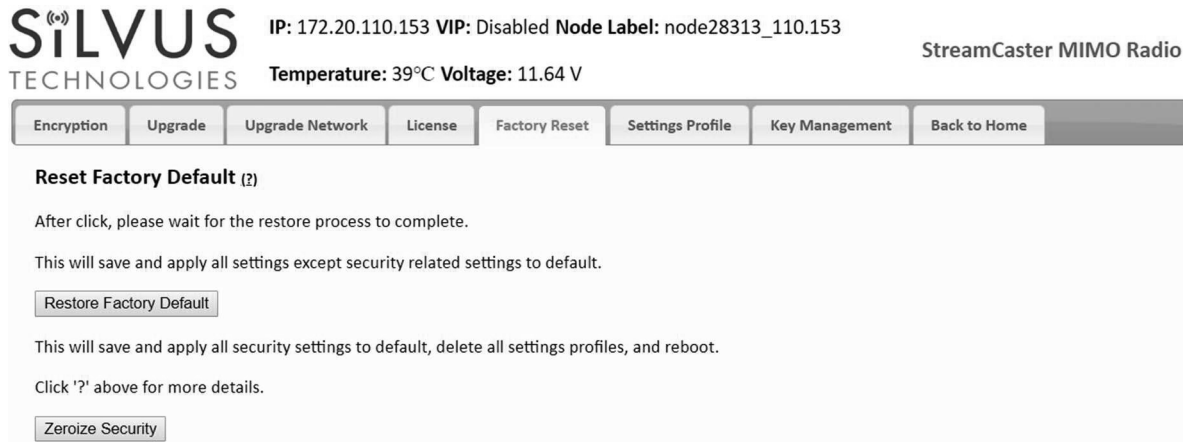 SiLVUS
TECHNOLOGIES
IP: 172.20.110.153 VIP: Disabled Node Label: node28313_110.153
Temperature: 39°C Voltage: 11.64 V
StreamCaster MIMO Radio
Encryption Upgrade Upgrade Network License Factory Reset Settings Profile Key Management Back to Home
Reset Factory Default (?)
After click, please wait for the restore process to complete.
This will save and apply all settings except security related settings to default.
Restore Factory Default
This will save and apply all security settings to default, delete all settings profiles, and reboot.
Click '?' above for more details.
Zeroize Security